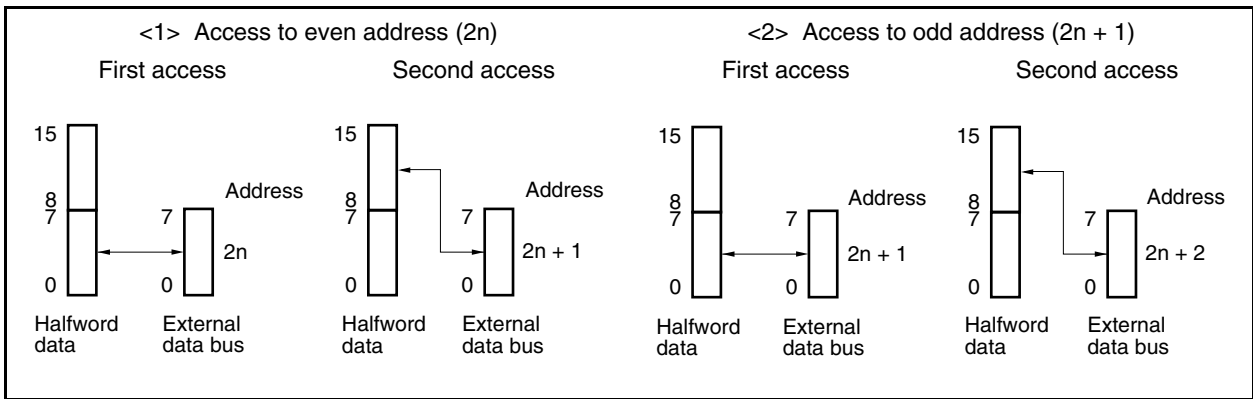 <1> Access to even address (2n)
First access
Second access
15
8
7
0
Halfword
data
7
0
External
data bus
Address
2n
15
8
7
0
Halfword
data
7
0
External
data bus
Address
2n + 1
<2> Access to odd address (2n + 1)
First access
Second access
15
8
7
0
Halfword
data
7
0
External
data bus
Address
2n + 1
15
8
7
0
Halfword
data
7
0
External
data bus
Address
2n + 2